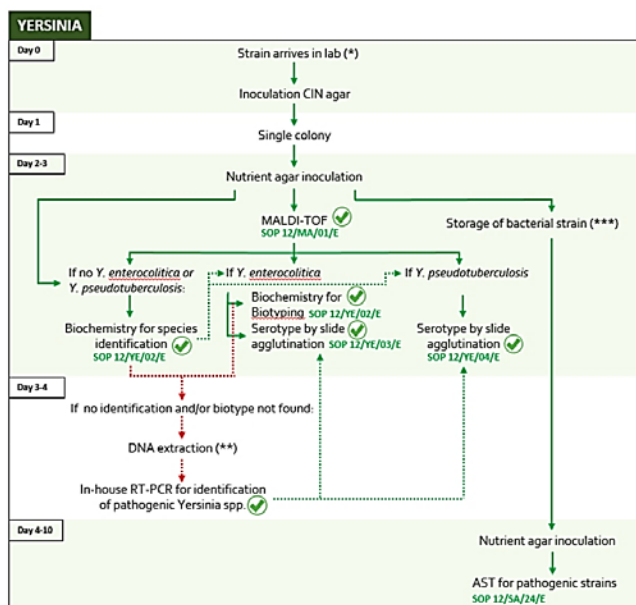 YERSINIA
Day 0
Strain arrives in lab (*)
Inoculation CIN agar
Day 1
Single colony
Day 2-3
Nutrient agar inoculation
MALDI-TOF
SOP 12/MA/01/E
Storage of bacterial strain (***)
If no Y. enterocolitica or
Y. pseudotuberculosis:
If Y. enterocolitica
If Y. pseudotuberculosis
Biochemistry for species
identification
SOP 12/YE/02/E
Biochemistry for
Biotyping SOP 12/YE/02/E
Serotype by slide
agglutination SOP 12/YE/03/E
Serotype by slide
agglutination
SOP 12/YE/04/E
Day 3-4
If no identification and/or biotype not found:
DNA extraction (**)
In-house RT-PCR for identification
of pathogenic Yersinia spp.
Day 4-10
Nutrient agar inoculation
AST for pathogenic strains
SOP 12/SA/24/E